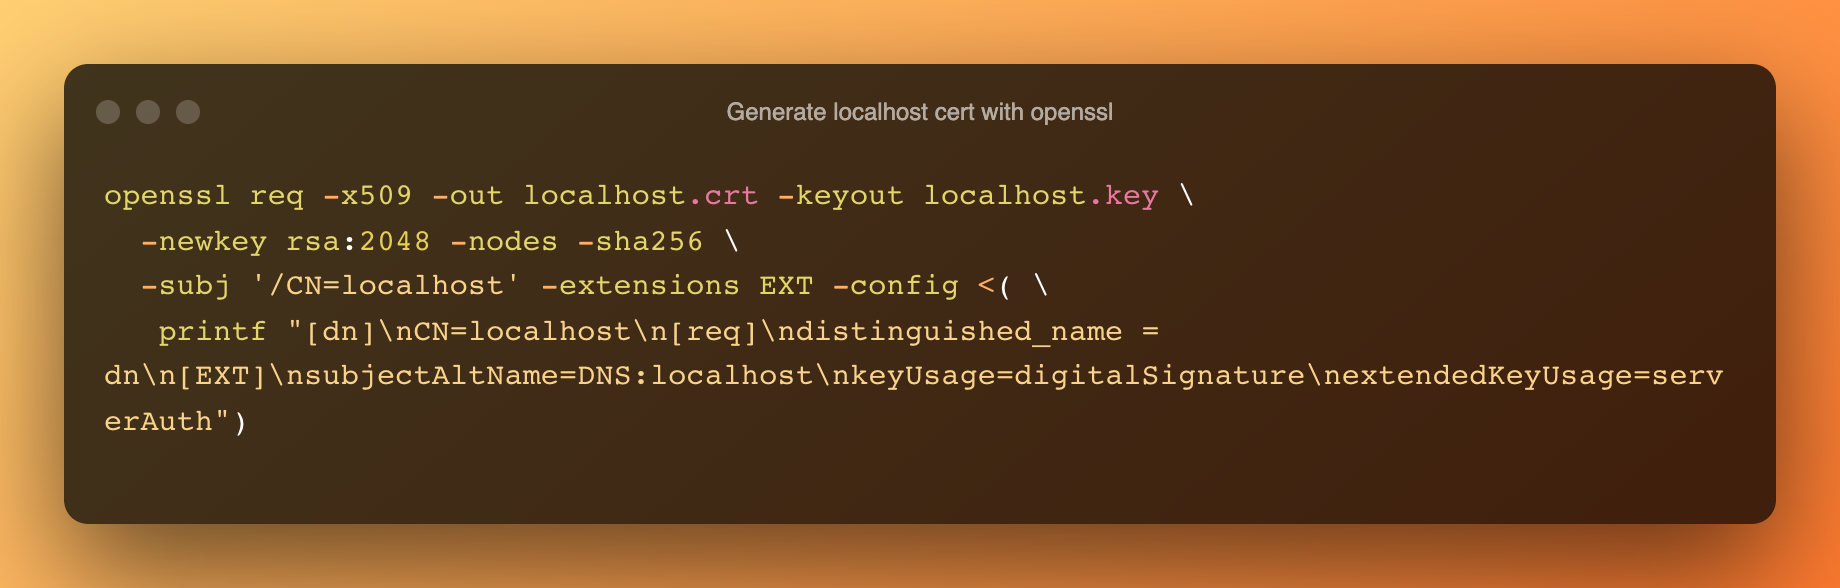 Generate localhost cert with openssl
openssl req -x509 -out localhost.crt -keyout localhost.key \
  -newkey rsa:2048 -nodes -sha256 \
  -subj '/CN=localhost' -extensions EXT -config <( \
   printf "[dn]\nCN=localhost\n[req]\ndistinguished_name =
dn\n[EXT]\nsubjectAltName=DNS:localhost\nkeyUsage=digitalSignature\nextendedKeyUsage=serv
erAuth")